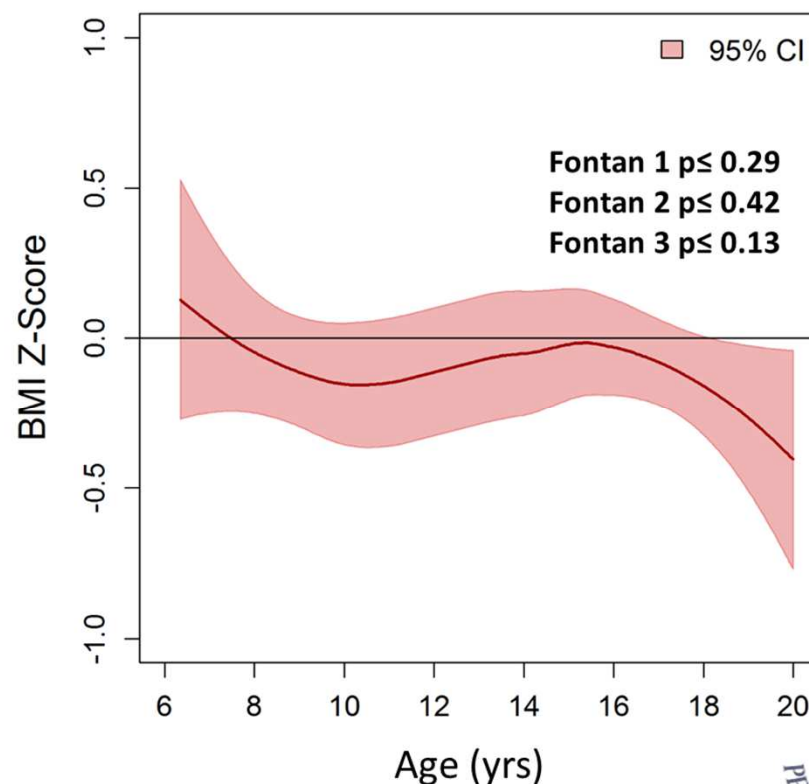 1.0
95% CI
Fontan 1 p≤ 0.29
Fontan 2 p≤ 0.42
Fontan 3 p≤ 0.13
0.5
0.0
-0.5
-1.0
BMI Z-Score
6 8 10 12 14 16 18 20
Age (yrs)